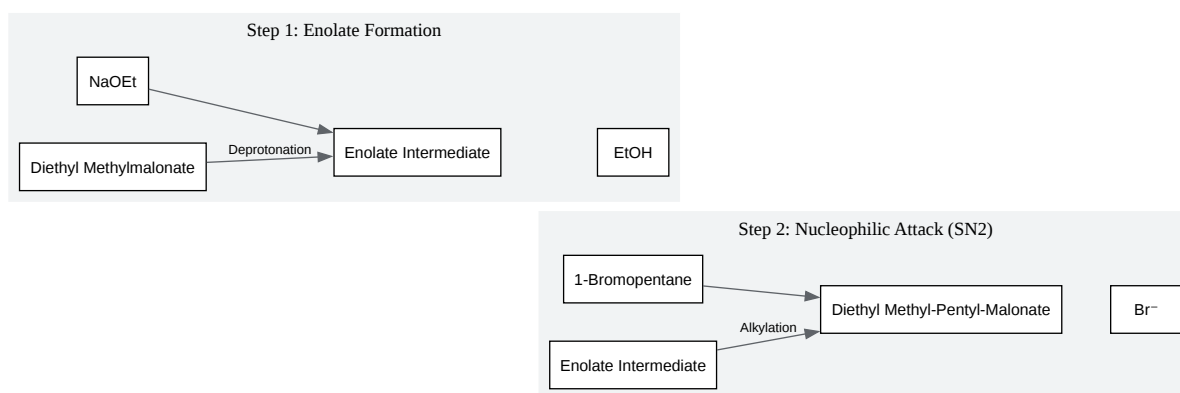 Step 1: Enolate Formation
NaOEt
Deprotonation
Diethyl Methylmalonate
Enolate Intermediate
EtOH
Step 2: Nucleophilic Attack (SN2)
1-Bromopentane
Alkylation
Enolate Intermediate
Diethyl Methyl-Pentyl-Malonate
Br⁻